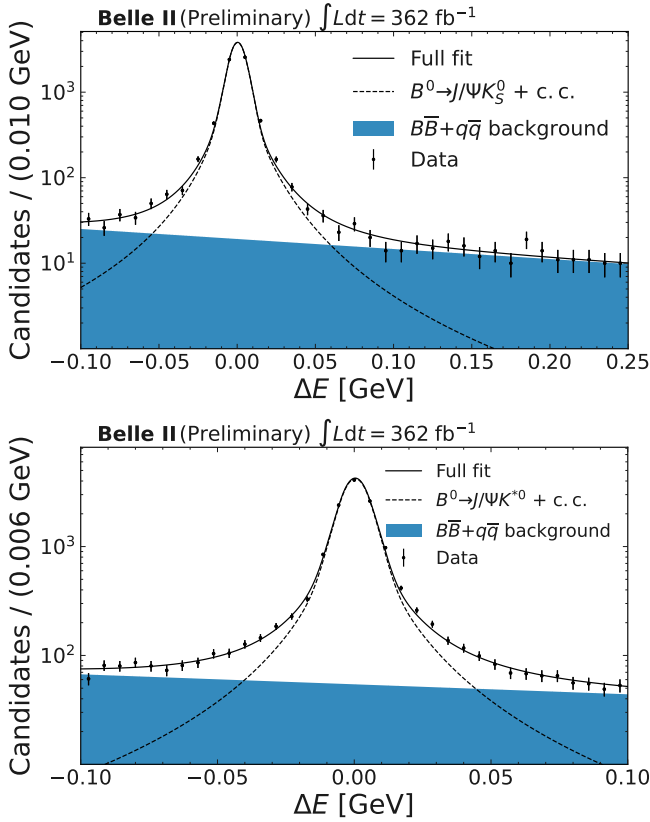 Belle II (Preliminary) ∫Ldt = 362 fb⁻¹
Full fit
B⁰→J/ΨK⁰_S + c. c.
BB̅+qq̅ background
Data
Candidates / (0.010 GeV)
10³
10²
10¹
−0.10 −0.05 0.00 0.05 0.10 0.15 0.20 0.25
ΔE [GeV]
Belle II (Preliminary) ∫Ldt = 362 fb⁻¹
Full fit
B⁰→J/ΨK*⁰ + c. c.
BB̅+qq̅ background
Data
Candidates / (0.006 GeV)
10³
10²
−0.10 −0.05 0.00 0.05 0.10
ΔE [GeV]